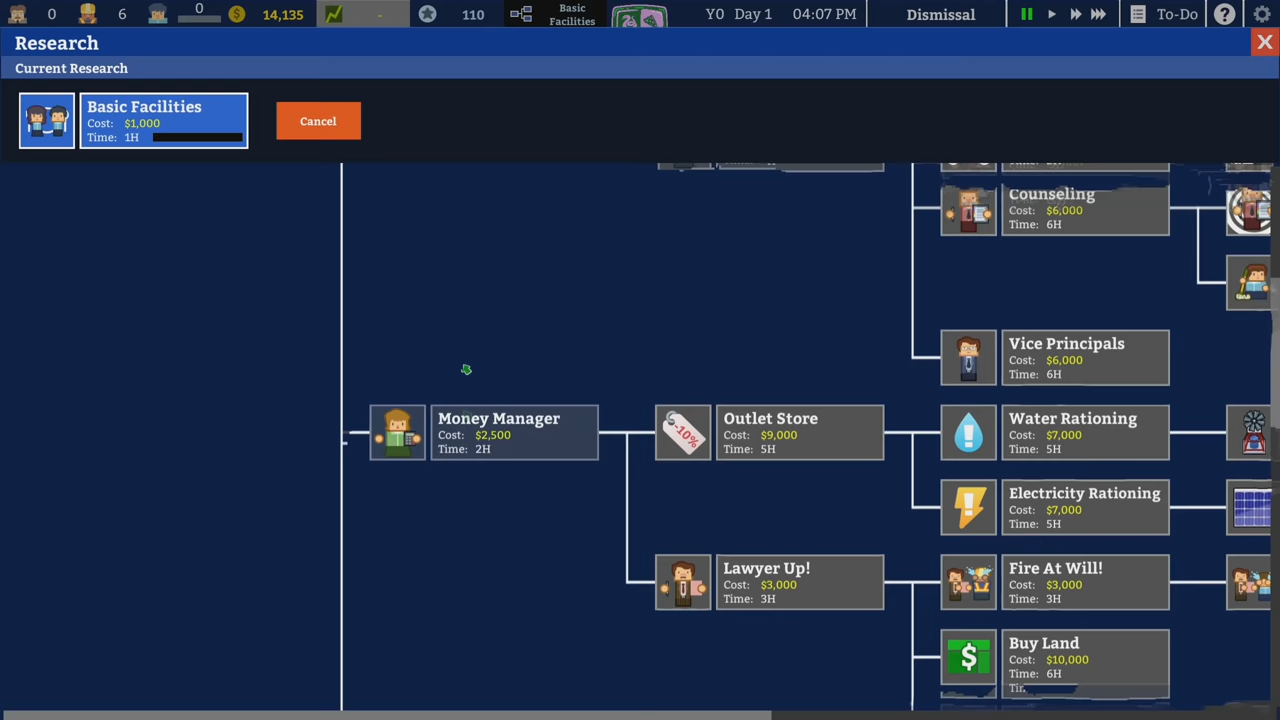 0 6 0 14,135 - 110 Basic Facilities Y0 Day 1 04:07 PM Dismissal To-Do ?
Research
X
Current Research
Basic Facilities
Cost: $1,000
Time: 1H
Cancel
Counseling
Cost: $6,000
Time: 6H
Vice Principals
Cost: $6,000
Time: 6H
Money Manager
Cost: $2,500
Time: 2H
-10%
Outlet Store
Cost: $9,000
Time: 5H
Water Rationing
Cost: $7,000
Time: 5H
Electricity Rationing
Cost: $7,000
Time: 5H
Lawyer Up!
Cost: $3,000
Time: 3H
Fire At Will!
Cost: $3,000
Time: 3H
$
Buy Land
Cost: $10,000
Time: 6H